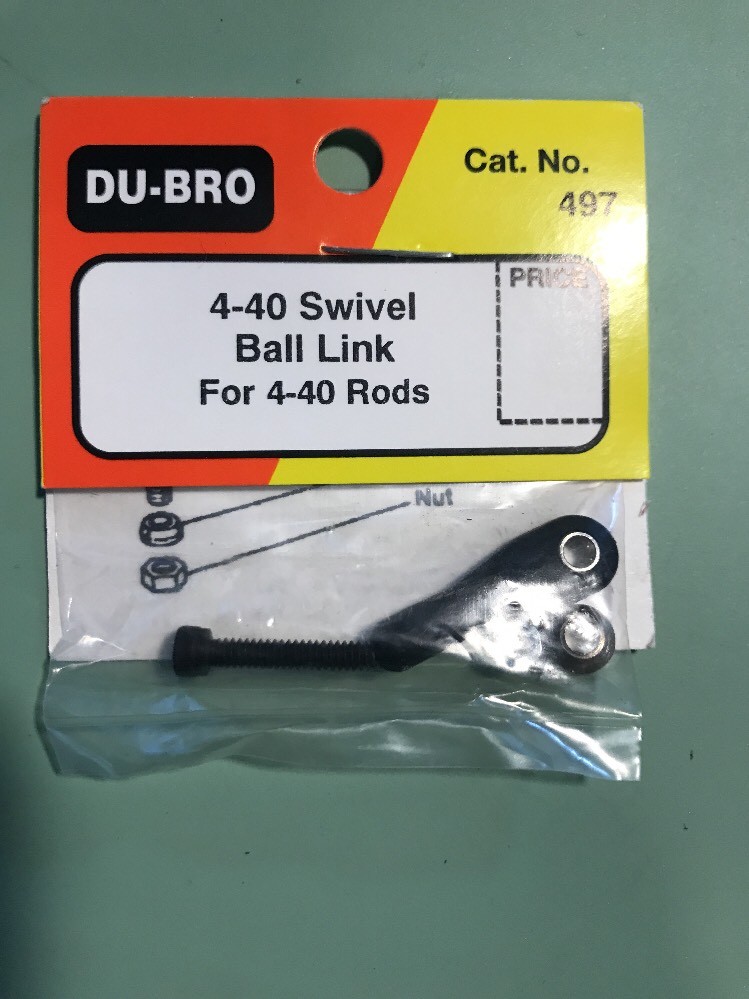 DU-BRO
Cat. No.
497
PRICE
4-40 Swivel
Ball Link
For 4-40 Rods
Nut